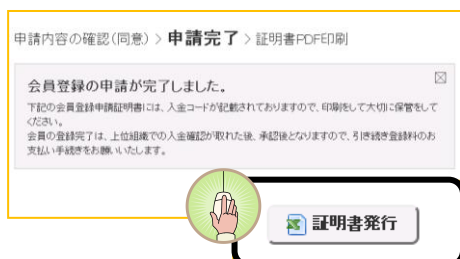 申請内容の確認(同意) > 申請完了 > 証明書PDF印刷
会員登録の申請が完了しました。
下記の会員登録申請証明書には、入金コードが記載されておりますので、印刷をして大切に保管をして
ください。
会員の登録完了は、上位組織での入金確認が取れた後、承認後となりますので、引き続き登録料のお
支払い手続きをお願いいたします。
証明書発行